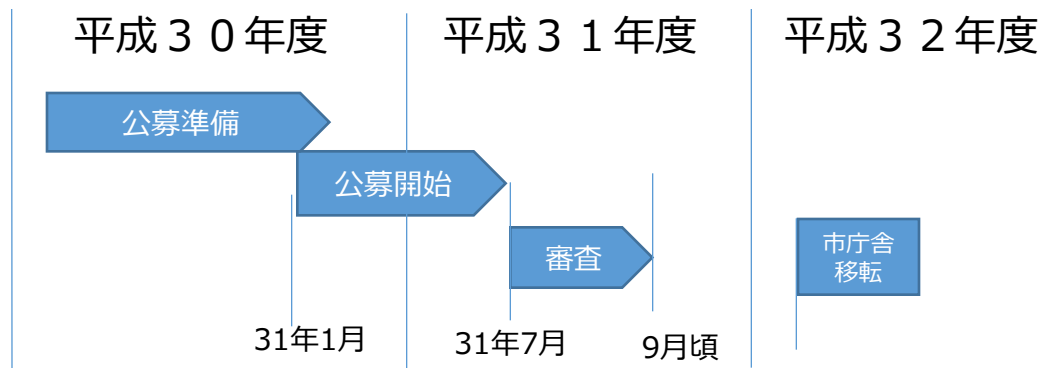 平成３０年度
平成３１年度
平成３２年度
公募準備
公募開始
審査
市庁舎
移転
31年1月
31年7月
9月頃